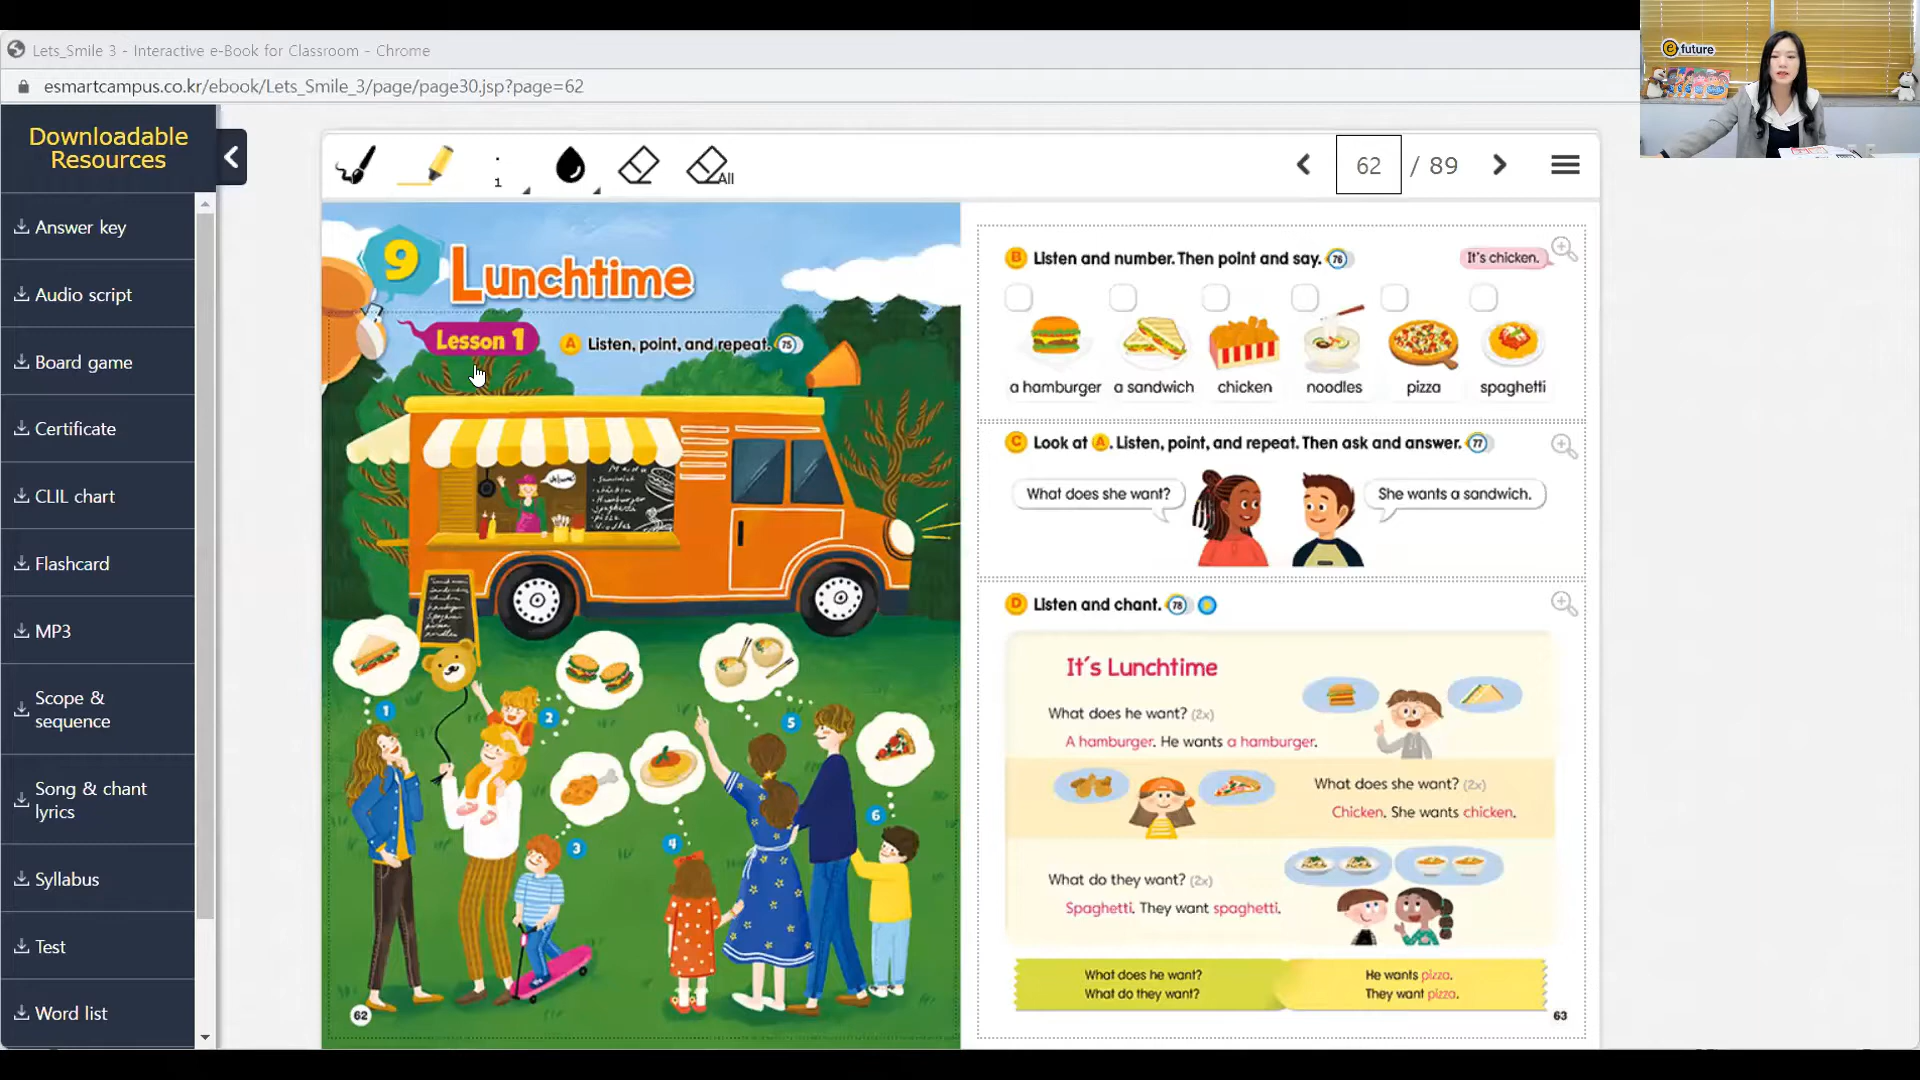 Lets_Smile 3 - Interactive e-Book for Classroom - Chrome
esmartcampus.co.kr/ebook/Lets_Smile_3/page/page30.jsp?page=62
e future
Downloadable
Resources
Answer key
Audio script
Board game
Certificate
CLIL chart
Flashcard
MP3
Scope &
sequence
Song & chant
lyrics
Syllabus
Test
Word list
1
All
62 / 89
9 Lunchtime
Lesson 1
A Listen, point, and repeat. 75
Menu
1
2
3
4
5
6
62
B Listen and number. Then point and say. 76
It's chicken.
a hamburger a sandwich chicken noodles pizza spaghetti
C Look at A. Listen, point, and repeat. Then ask and answer. 77
What does she want?
She wants a sandwich.
D Listen and chant. 78
It's Lunchtime
What does he want? (2x)
A hamburger. He wants a hamburger.
What does she want? (2x)
Chicken. She wants chicken.
What do they want? (2x)
Spaghetti. They want spaghetti.
What does he want?
What do they want?
He wants pizza.
They want pizza.
63